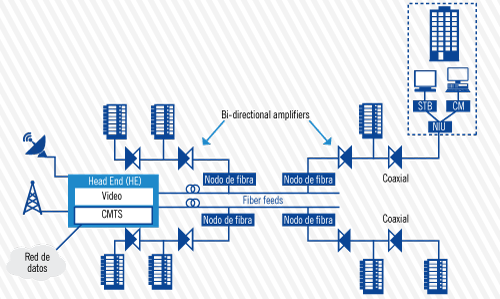 STB
CM
NIU
Bi-directional amplifiers
Head End (HE)
Video
CMTS
Nodo de fibra
Nodo de fibra
Coaxial
Fiber feeds
Nodo de fibra
Nodo de fibra
Coaxial
Red de
datos